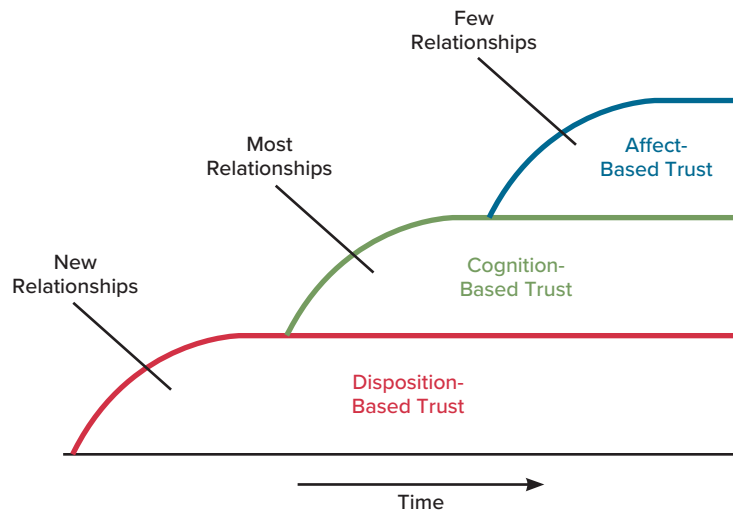 Few
Relationships
Most
Relationships
Affect-
Based Trust
New
Relationships
Cognition-
Based Trust
Disposition-
Based Trust
Time